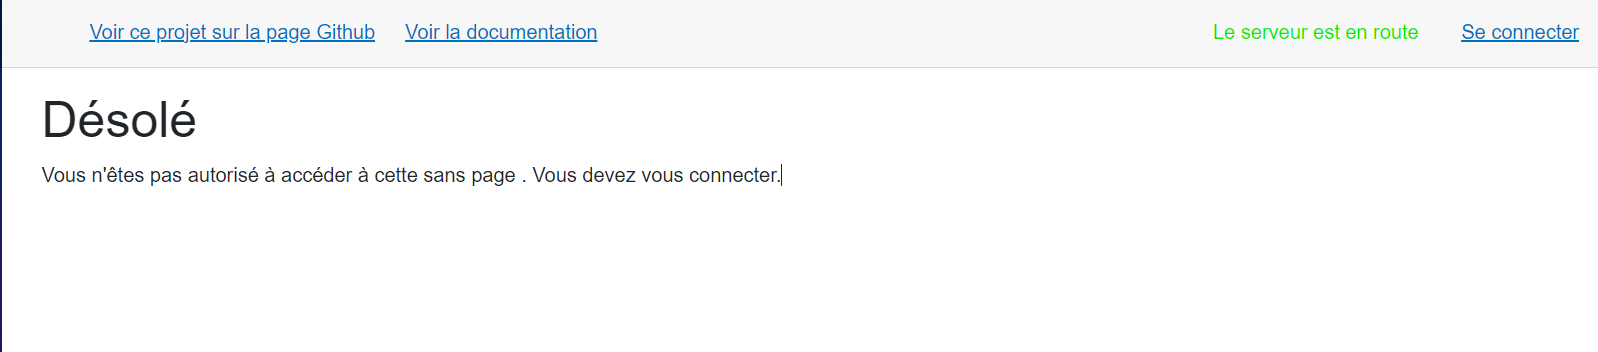 Voir ce projet sur la page Github Voir la documentation Le serveur est en route Se connecter
Désolé
Vous n'êtes pas autorisé à accéder à cette sans page . Vous devez vous connecter.